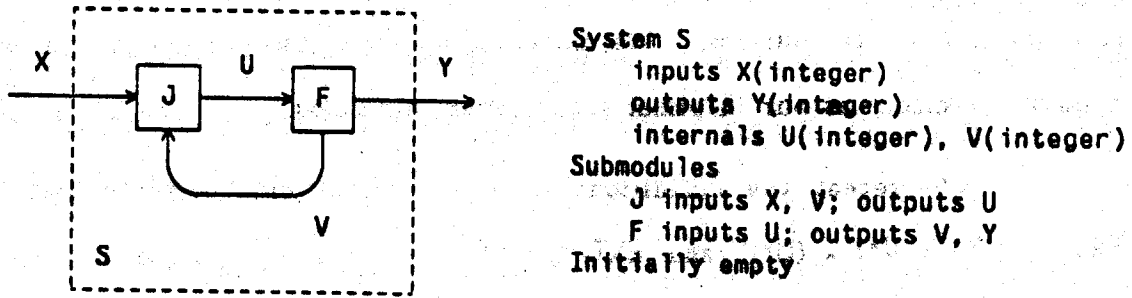 X
U
Y
J
F
V
S
System S
inputs X(integer)
outputs Y(integer)
internals U(integer), V(integer)
Submodules
J inputs X, V; outputs U
F inputs U; outputs V, Y
Initially empty